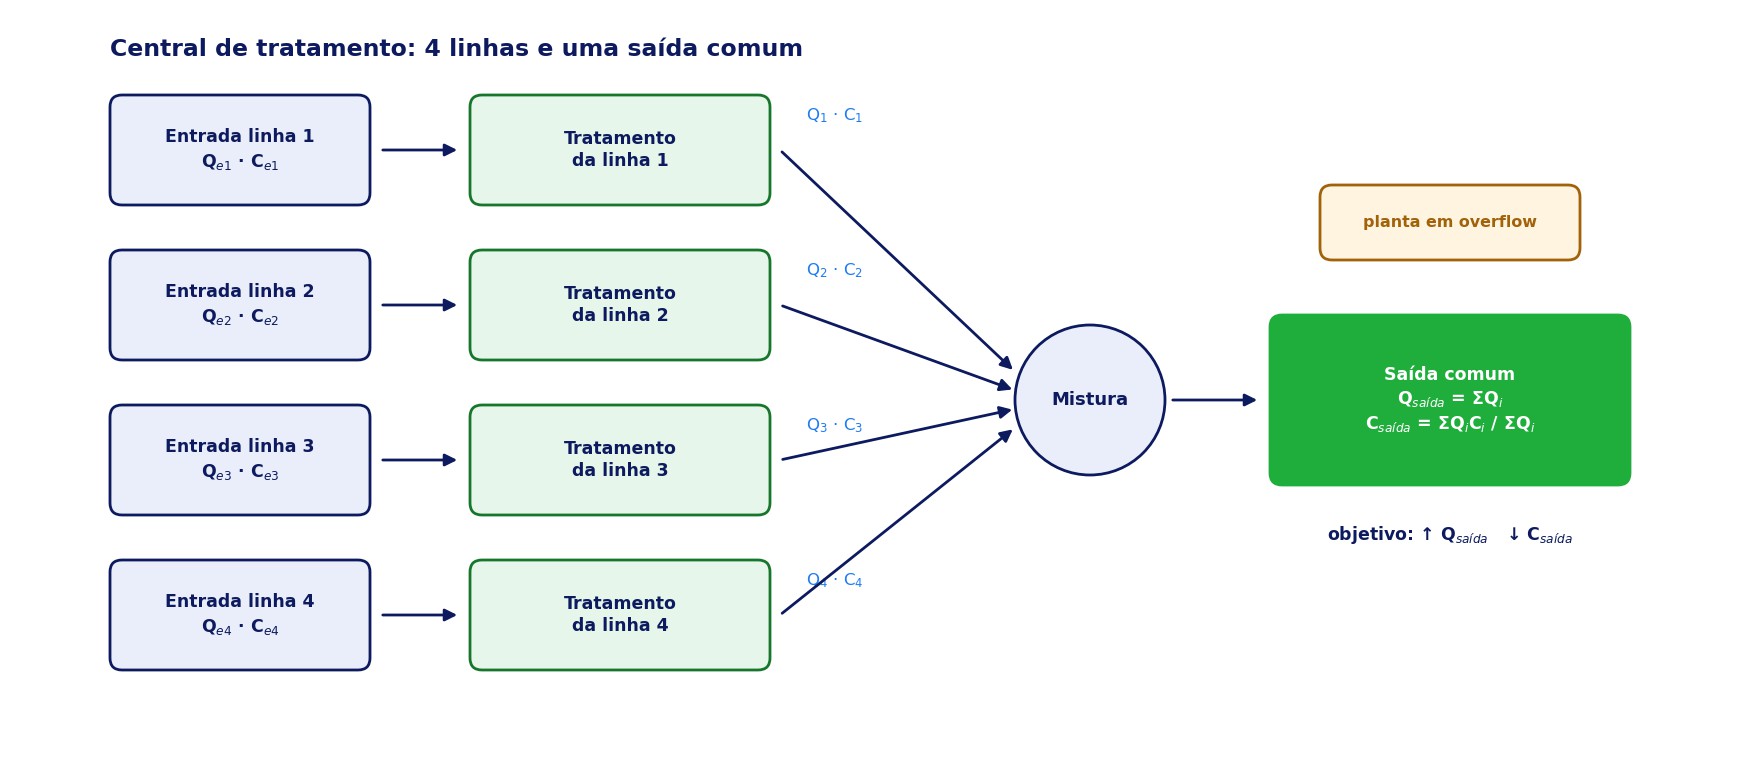 Central de tratamento: 4 linhas e uma saída comum
Entrada linha 1
Qₑ₁ · Cₑ₁
Tratamento
da linha 1
Q₁ · C₁
Entrada linha 2
Qₑ₂ · Cₑ₂
Tratamento
da linha 2
Q₂ · C₂
Entrada linha 3
Qₑ₃ · Cₑ₃
Tratamento
da linha 3
Q₃ · C₃
Entrada linha 4
Qₑ₄ · Cₑ₄
Tratamento
da linha 4
Q₄ · C₄
Mistura
planta em overflow
Saída comum
Qsaída = ΣQᵢ
Csaída = ΣQᵢCᵢ / ΣQᵢ
objetivo: ↑ Qsaída ↓ Csaída